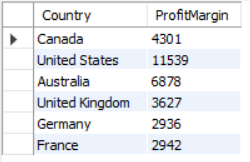 Country ProfitMargin
Canada 4301
United States 11539
Australia 6878
United Kingdom 3627
Germany 2936
France 2942